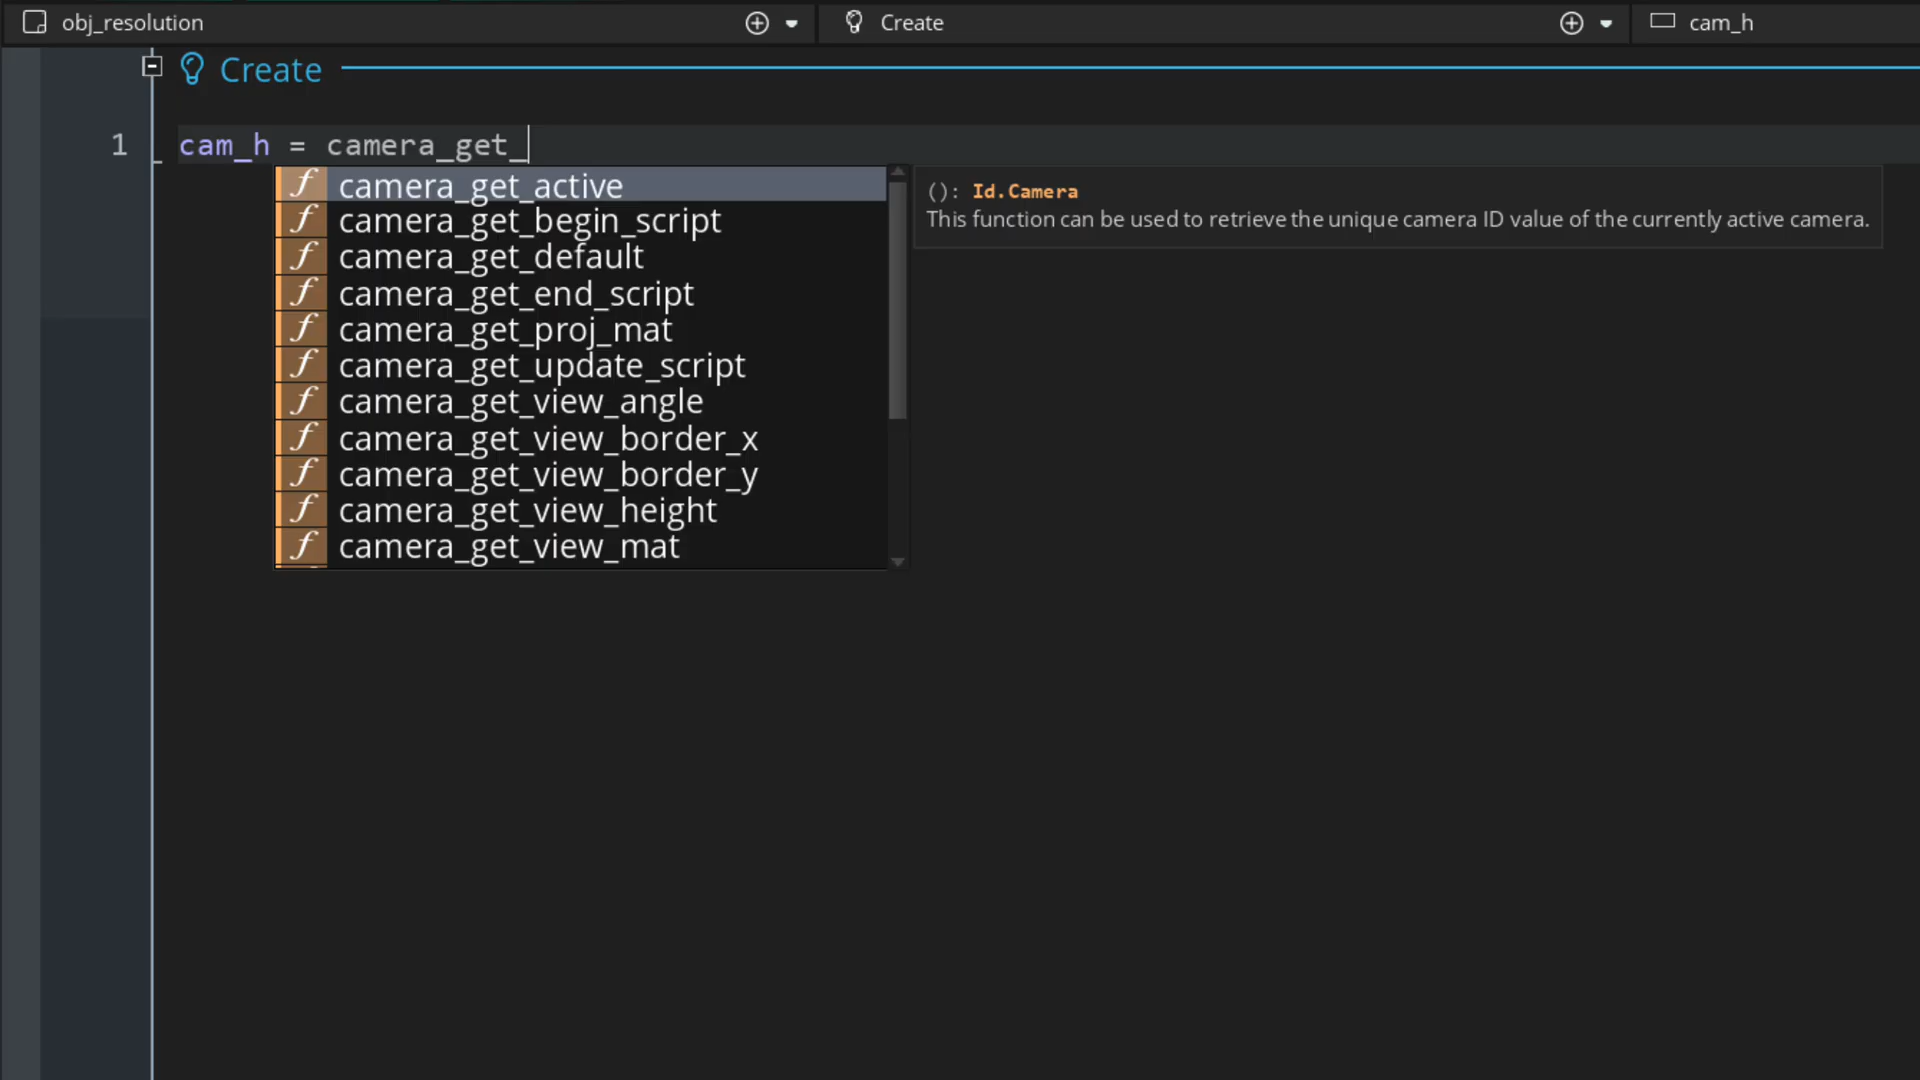 obj_resolution
Create
cam_h
Create
1
cam_h = camera_get_
camera_get_active
camera_get_begin_script
camera_get_default
camera_get_end_script
camera_get_proj_mat
camera_get_update_script
camera_get_view_angle
camera_get_view_border_x
camera_get_view_border_y
camera_get_view_height
camera_get_view_mat
(): Id.Camera
This function can be used to retrieve the unique camera ID value of the currently active camera.